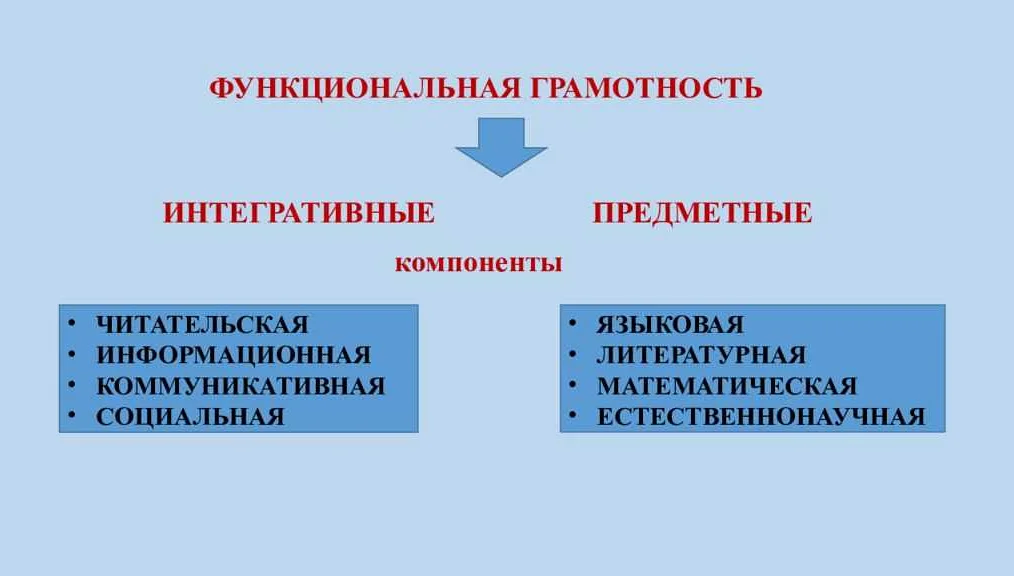 ФУНКЦИОНАЛЬНАЯ ГРАМОТНОСТЬ
ИНТЕГРАТИВНЫЕ
ПРЕДМЕТНЫЕ
компоненты
• ЧИТАТЕЛЬСКАЯ
• ИНФОРМАЦИОННАЯ
• КОММУНИКАТИВНАЯ
• СОЦИАЛЬНАЯ
• ЯЗЫКОВАЯ
• ЛИТЕРАТУРНАЯ
• МАТЕМАТИЧЕСКАЯ
• ЕСТЕСТВЕННОНАУЧНАЯ